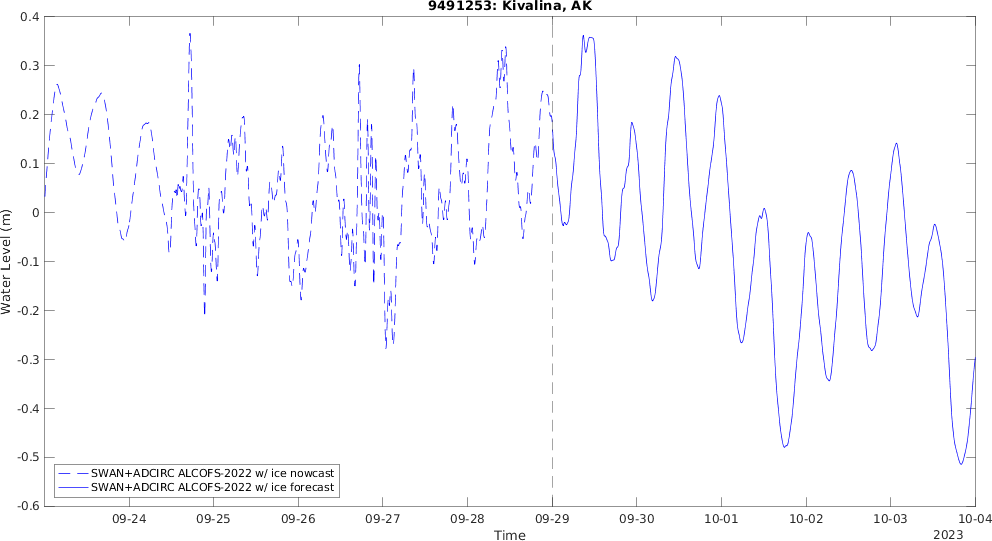 9491253: Kivalina, AK
Water Level (m)
0.4
0.3
0.2
0.1
0
-0.1
-0.2
-0.3
-0.4
-0.5
-0.6
SWAN+ADCIRC ALCOFS-2022 w/ ice nowcast
SWAN+ADCIRC ALCOFS-2022 w/ ice forecast
09-24 09-25 09-26 09-27 09-28 09-29 09-30 10-01 10-02 10-03 10-04
Time
2023